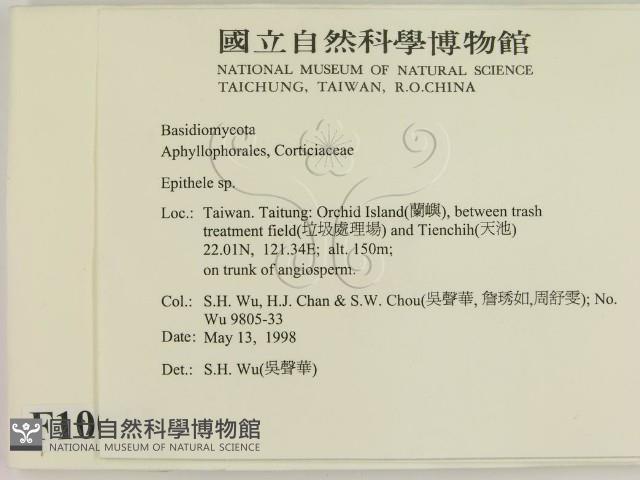 國立自然科學博物館
NATIONAL MUSEUM OF NATURAL SCIENCE
TAICHUNG, TAIWAN, R.O.CHINA
Basidiomycota
Aphyllophorales, Corticiaceae
Epithele sp.
Loc.: Taiwan. Taitung: Orchid Island(蘭嶼), between trash
treatment field(垃圾處理場) and Tienchih(天池)
22.01N, 121.34E; alt. 150m;
on trunk of angiosperm.
Col.: S.H. Wu, H.J. Chan & S.W. Chou(吳聲華, 詹琇如,周舒雯); No.
Wu 9805-33
Date: May 13, 1998
Det.: S.H. Wu(吳聲華)
國立自然科學博物館
NATIONAL MUSEUM OF NATURAL SCIENCE